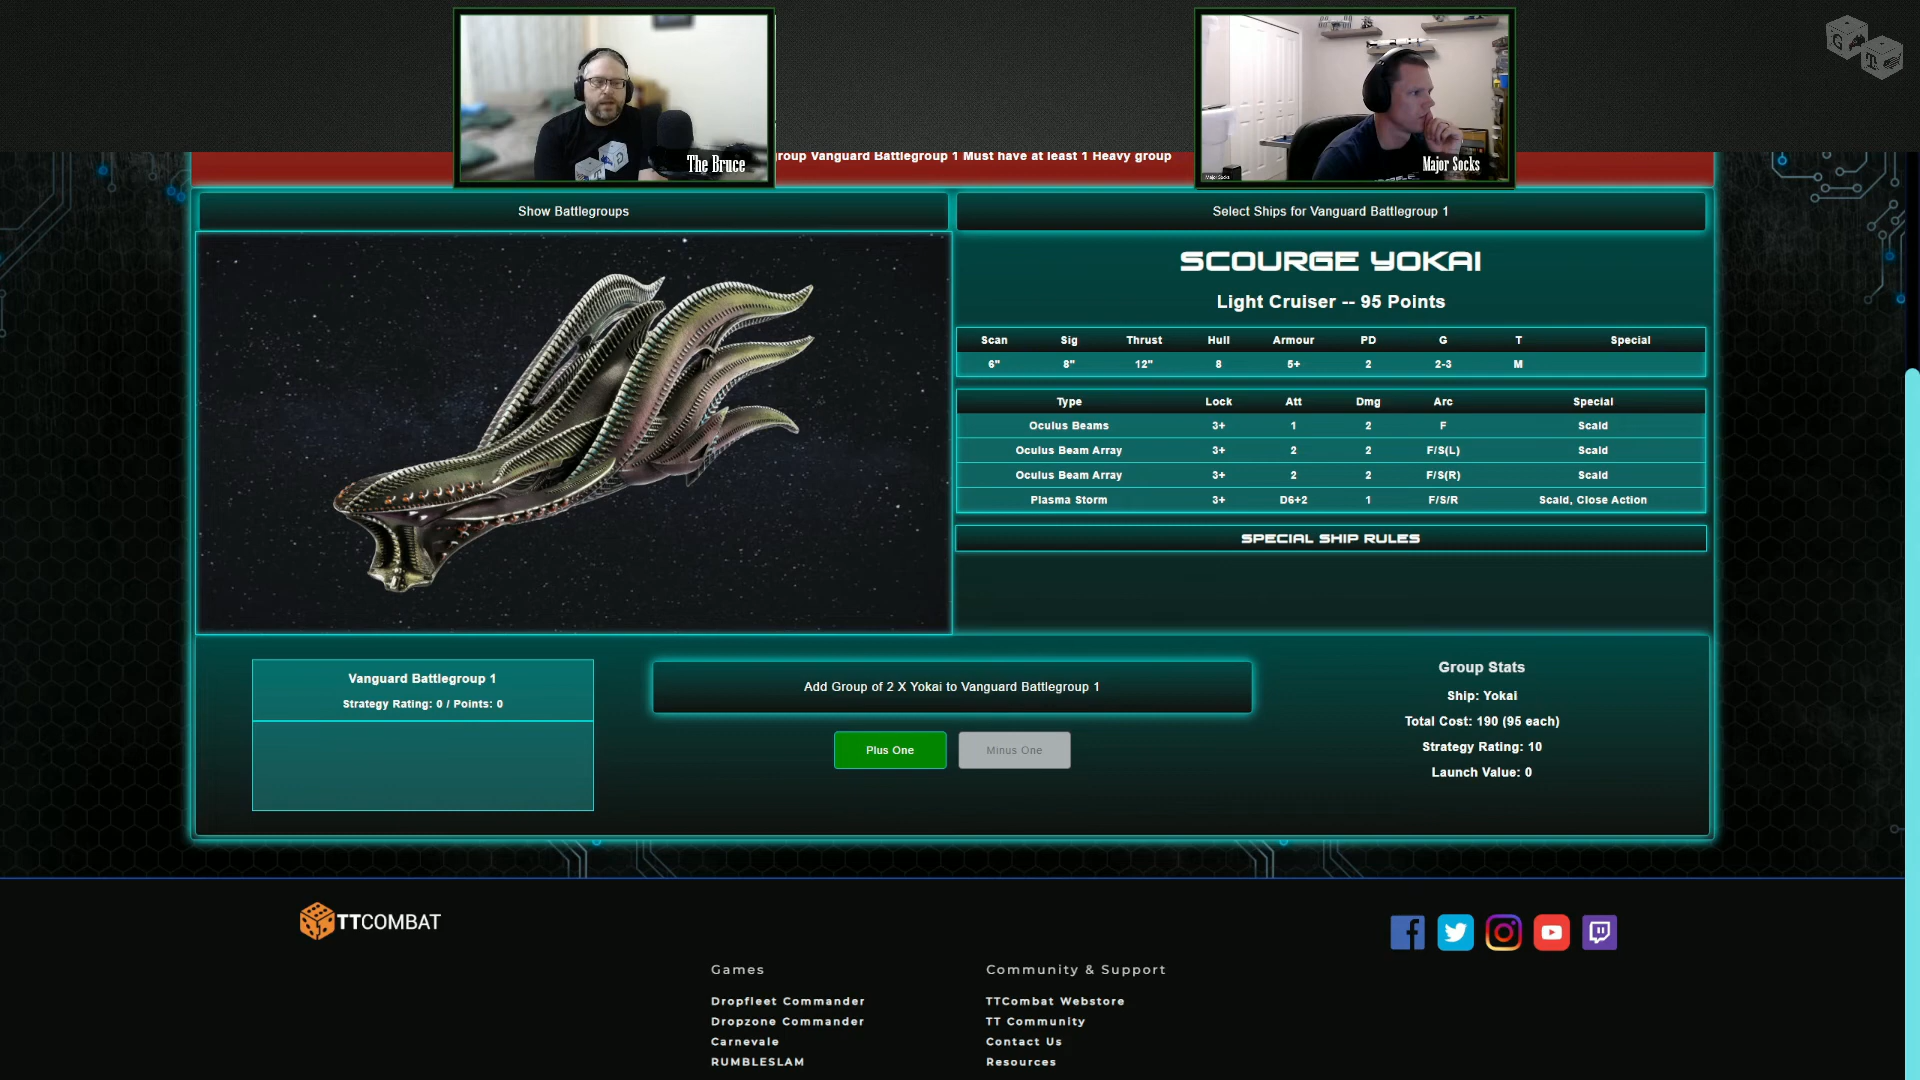 The Bruce
Major Socks
Major Socks
roup Vanguard Battlegroup 1 Must have at least 1 Heavy group
Show Battlegroups
Select Ships for Vanguard Battlegroup 1
SCOURGE YOKAI
Light Cruiser -- 95 Points
Scan Sig Thrust Hull Armour PD G T Special
6" 8" 12" 8 5+ 2 2-3 M
Type Lock Att Dmg Arc Special
Oculus Beams 3+ 1 2 F Scald
Oculus Beam Array 3+ 2 2 F/S(L) Scald
Oculus Beam Array 3+ 2 2 F/S(R) Scald
Plasma Storm 3+ D6+2 1 F/S/R Scald, Close Action
SPECIAL SHIP RULES
Vanguard Battlegroup 1
Strategy Rating: 0 / Points: 0
Add Group of 2 X Yokai to Vanguard Battlegroup 1
Plus One
Minus One
Group Stats
Ship: Yokai
Total Cost: 190 (95 each)
Strategy Rating: 10
Launch Value: 0
TTCOMBAT
Games
Dropfleet Commander
Dropzone Commander
Carnevale
RUMBLESLAM
Community & Support
TTCombat Webstore
TT Community
Contact Us
Resources